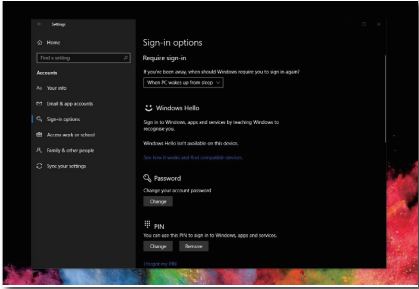 Settings
Home
Find a setting
Accounts
Your info
Email & app accounts
Sign-in options
Access work or school
Family & other people
Sync your settings
Sign-in options
Require sign-in
If you've been away, when should Windows require you to sign in again?
When PC wakes up from sleep
Windows Hello
Sign in to Windows, apps and services by teaching Windows to
recognise you.
Windows Hello isn't available on this device.
See how it works and find compatible devices.
Password
Change your account password
Change
PIN
You can use this PIN to sign in to Windows, apps and services.
Change
Remove
I forgot my PIN